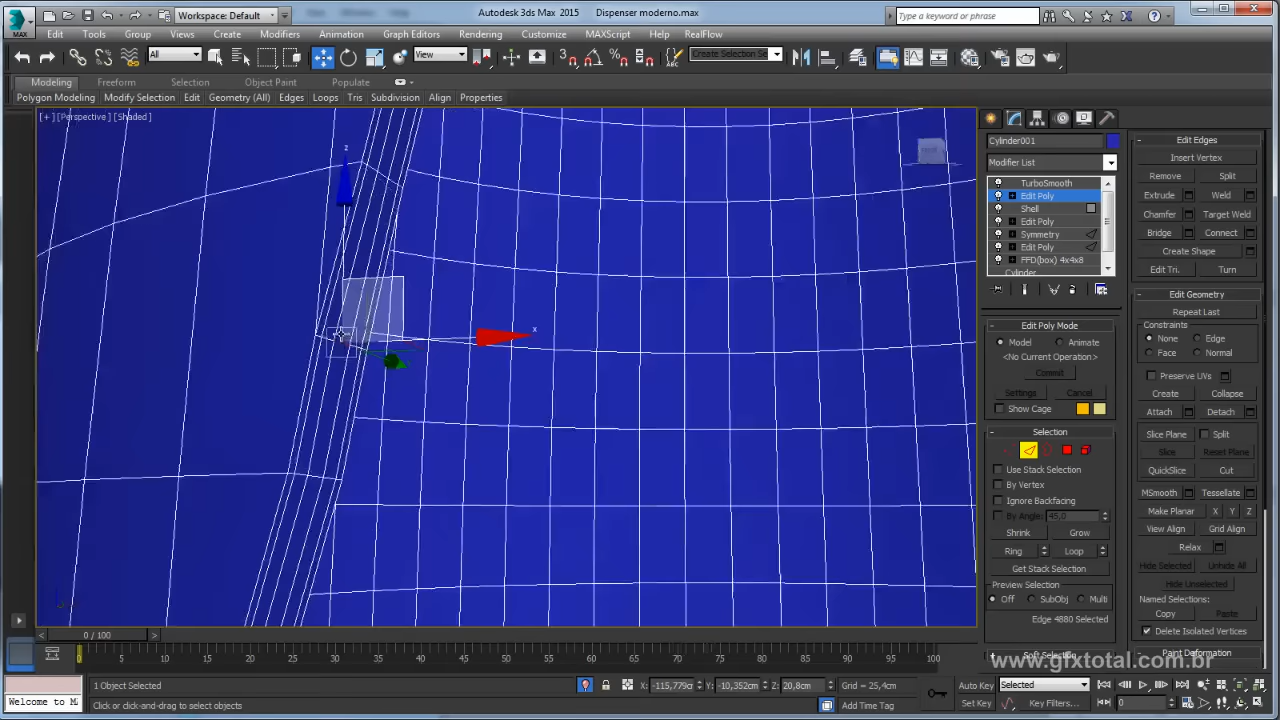 Workspace: Default
Autodesk 3ds Max 2015 Dispenser moderno.max
Type a keyword or phrase
MAX
Edit Tools Group Views Create Modifiers Animation Graph Editors Rendering Customize MAXScript Help RealFlow
All View Create Selection Se
Modeling Freeform Selection Object Paint Populate
Polygon Modeling Modify Selection Edit Geometry (All) Edges Loops Tris Subdivision Align Properties
[+] [Perspective] [Shaded]
z
x
Cylinder001
Modifier List
TurboSmooth
Edit Poly
Shell
Edit Poly
Symmetry
Edit Poly
FFD(box) 4x4x8
Cylinder
Edit Poly Mode
Model Animate
<No Current Operation>
Commit
Settings Cancel
Show Cage
Selection
Use Stack Selection
By Vertex
Ignore Backfacing
By Angle: 45,0
Shrink Grow
Ring Loop
Get Stack Selection
Preview Selection
Off SubObj Multi
Edge 4880 Selected
Edit Edges
Insert Vertex
Remove Split
Extrude Weld
Chamfer Target Weld
Bridge Connect
Create Shape
Edit Tri. Turn
Edit Geometry
Repeat Last
Constraints
None Edge
Face Normal
Preserve UVs
Create Collapse
Attach Detach
Slice Plane Split
Slice Reset Plane
QuickSlice Cut
MSmooth Tessellate
Make Planar X Y Z
View Align Grid Align
Relax
Hide Selected Unhide All
Hide Unselected
Named Selections:
Copy Paste
Delete Isolated Vertices
Paint Deformation
www.gfxtotal.com.br
0 / 100
0 5 10 15 20 25 30 35 40 45 50 55 60 65 70 75 80 85 90 95 100
1 Object Selected X: -115,779c Y: -10,352cm Z: 20,8cm Grid = 25,4cm Auto Key Selected
Welcome to MA Click or click-and-drag to select objects Add Time Tag Set Key Key Filters... 0